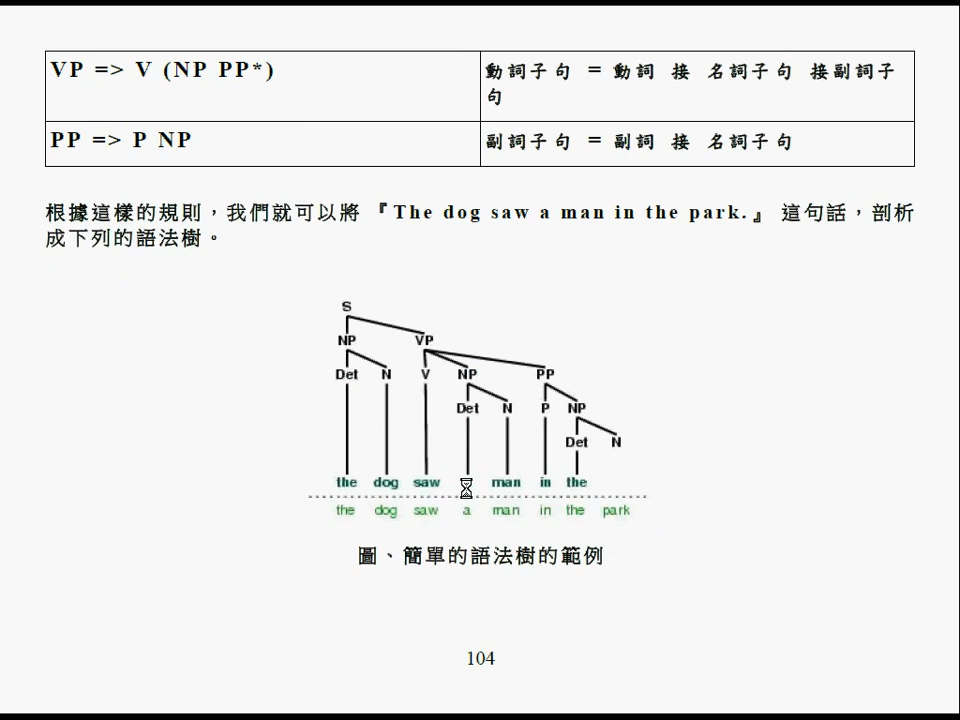 VP => V (NP PP*)
動詞子句 = 動詞 接 名詞子句 接副詞子
句
PP => P NP
副詞子句 = 副詞 接 名詞子句
根據這樣的規則，我們就可以將 『The dog saw a man in the park.』 這句話，剖析
成下列的語法樹。
S
NP VP
Det N V NP PP
Det N P NP
Det N
the dog saw man in the
the dog saw a man in the park
圖、簡單的語法樹的範例
104